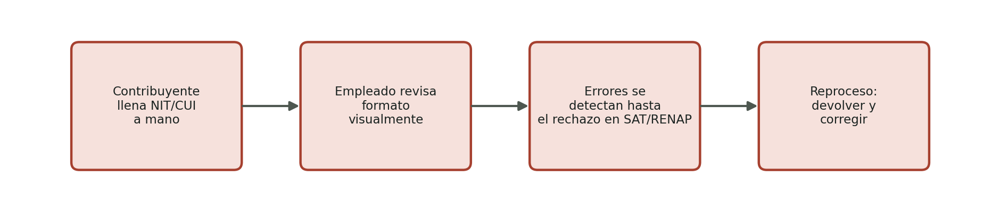 Contribuyente
llena NIT/CUI
a mano
Empleado revisa
formato
visualmente
Errores se
detectan hasta
el rechazo en SAT/RENAP
Reproceso:
devolver y
corregir